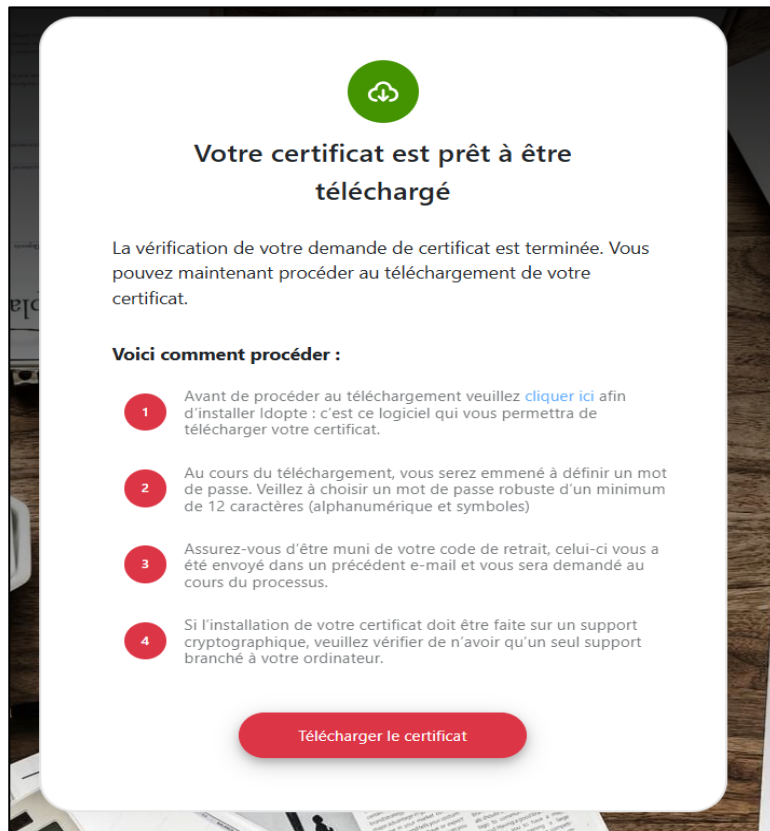 Votre certificat est prêt à être
téléchargé
La vérification de votre demande de certificat est terminée. Vous
pouvez maintenant procéder au téléchargement de votre
certificat.
Voici comment procéder :
1
Avant de procéder au téléchargement veuillez cliquer ici afin
d’installer Idopte : c’est ce logiciel qui vous permettra de
télécharger votre certificat.
2
Au cours du téléchargement, vous serez emmené à définir un mot
de passe. Veillez à choisir un mot de passe robuste d’un minimum
de 12 caractères (alphanumérique et symboles)
3
Assurez-vous d’être muni de votre code de retrait, celui-ci vous a
été envoyé dans un précédent e-mail et vous sera demandé au
cours du processus.
4
Si l’installation de votre certificat doit être faite sur un support
cryptographique, veuillez vérifier de n’avoir qu’un seul support
branché à votre ordinateur.
Télécharger le certificat